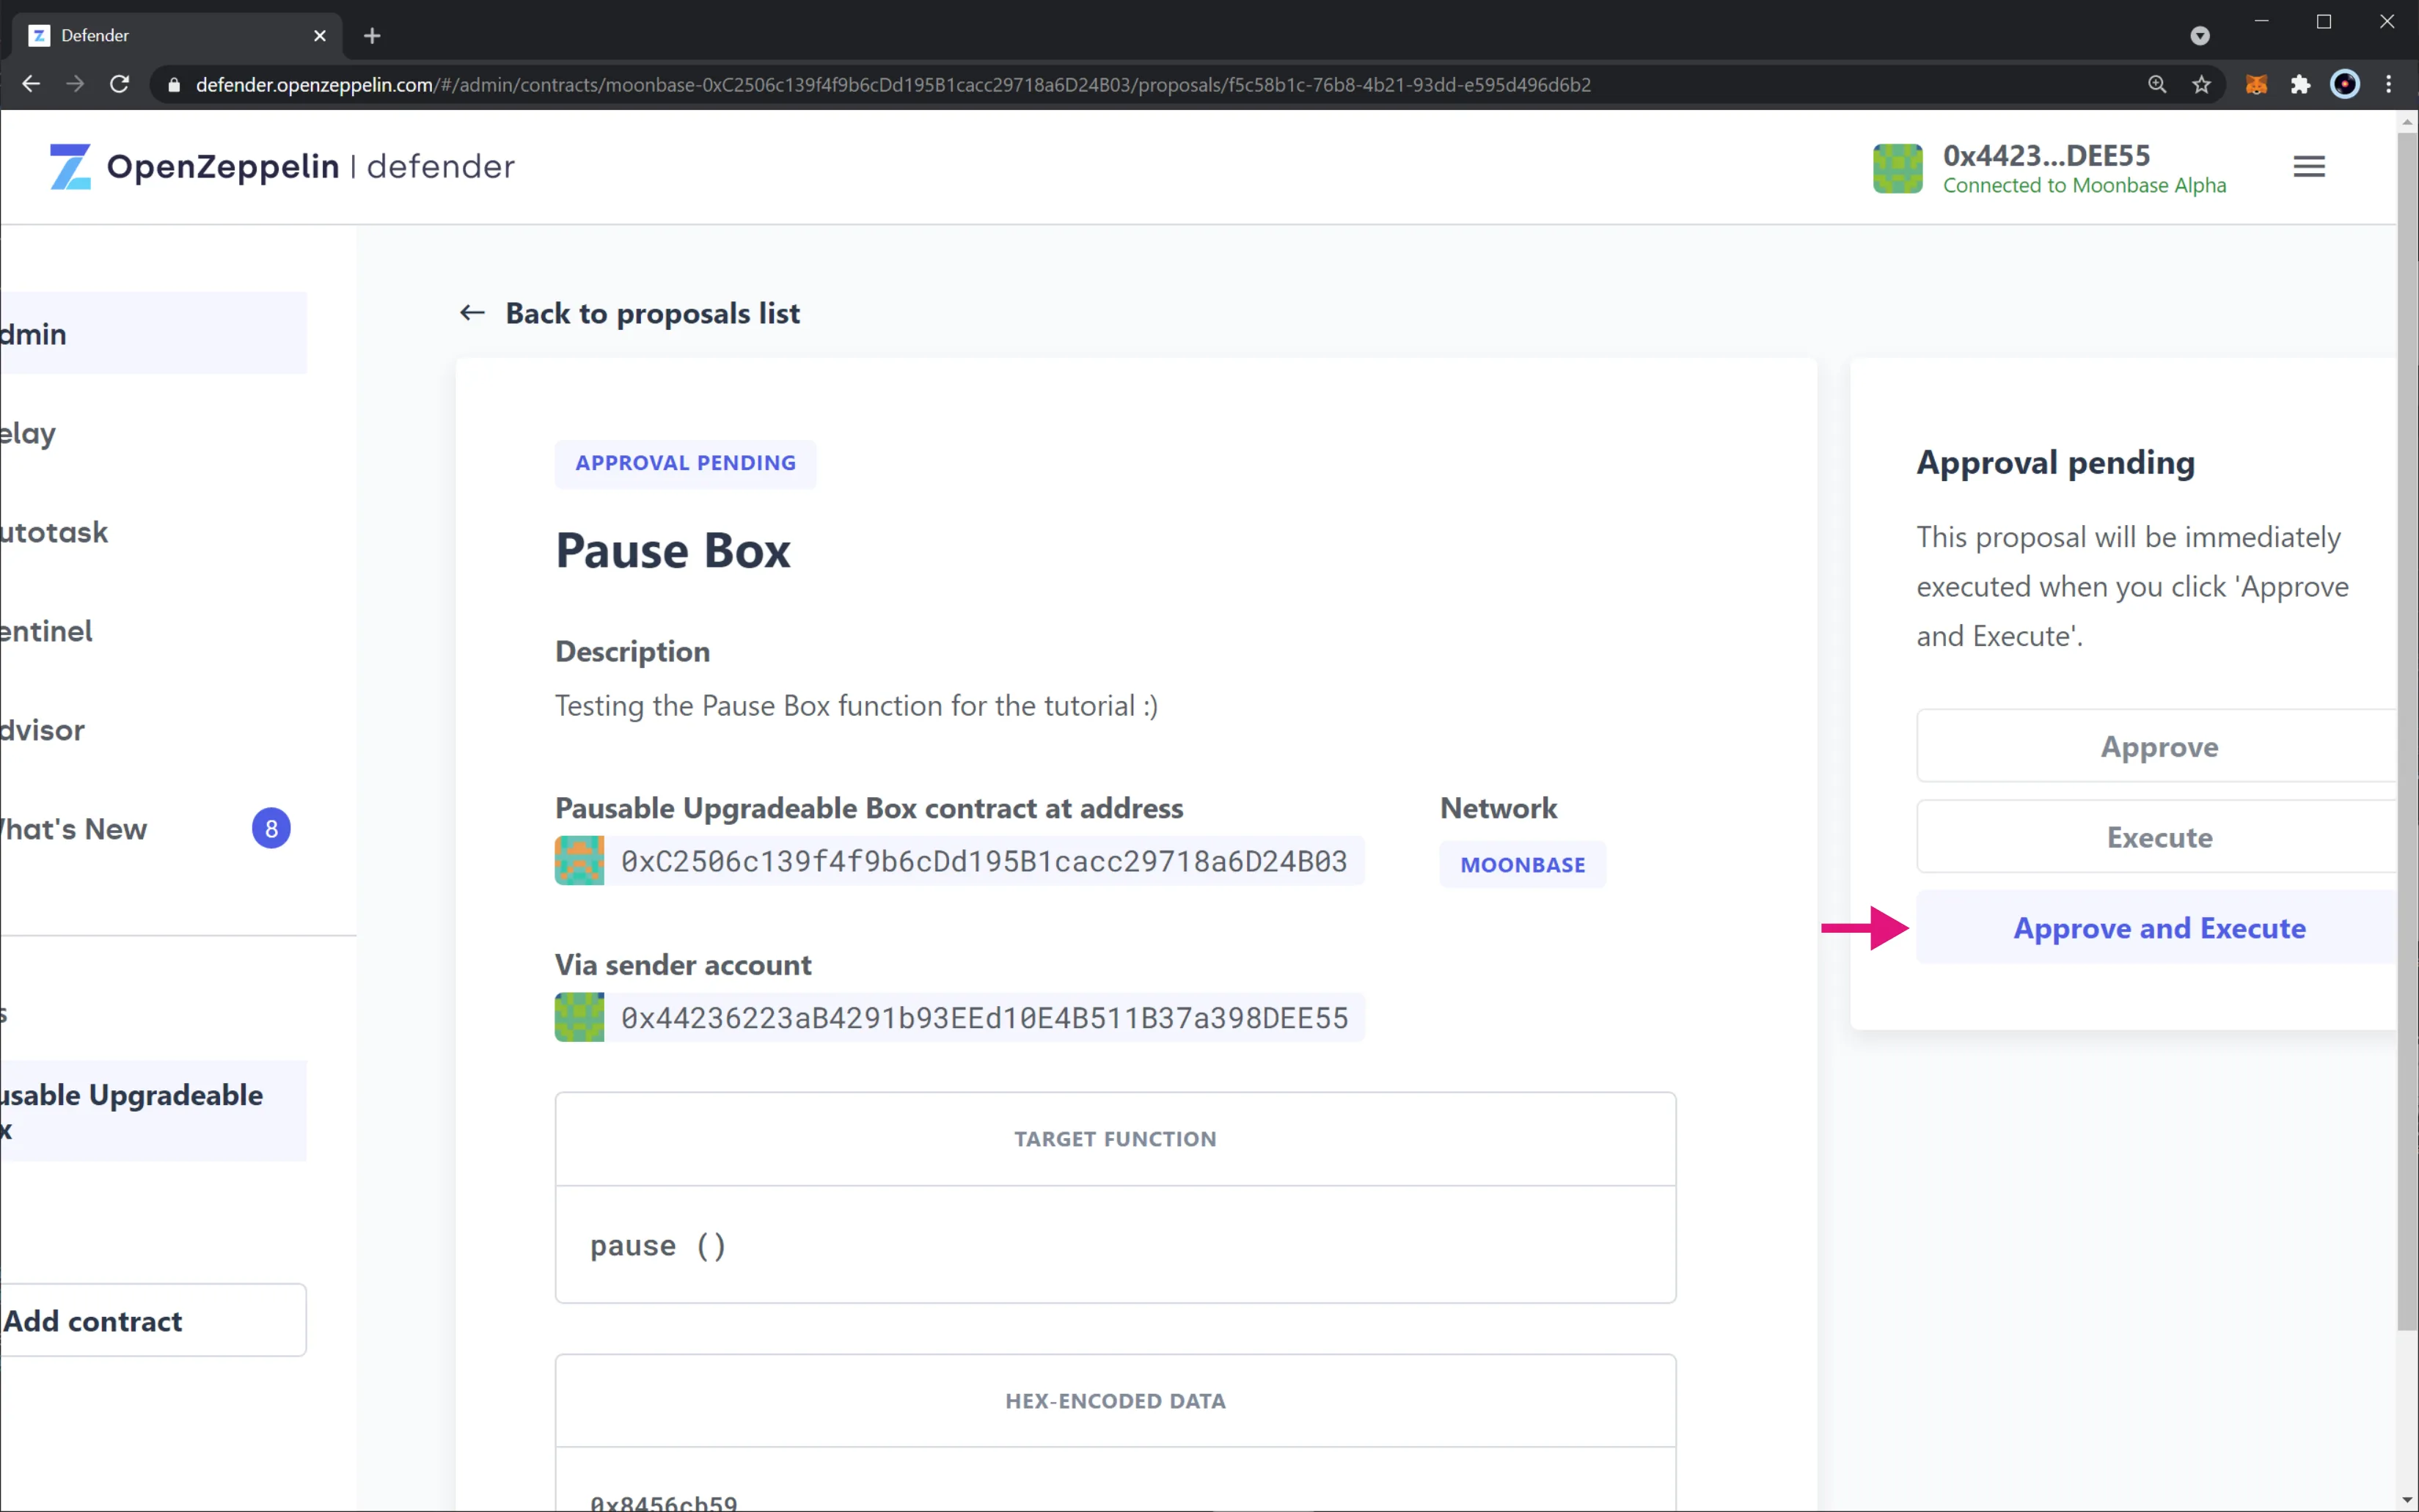 Defender
defender.openzeppelin.com/#/admin/contracts/moonbase-0xC2506c139f4f9b6cDd195B1cacc29718a6D24B03/proposals/f5c58b1c-76b8-4b21-93dd-e595d496d6b2
OpenZeppelin | defender
0x4423...DEE55
Connected to Moonbase Alpha
dmin
elay
utotask
entinel
dvisor
hat's New
8
s
usable Upgradeable
x
Add contract
Back to proposals list
APPROVAL PENDING
Pause Box
Description
Testing the Pause Box function for the tutorial :)
Pausable Upgradeable Box contract at address
0xC2506c139f4f9b6cDd195B1cacc29718a6D24B03
Network
MOONBASE
Via sender account
0x44236223aB4291b93EEd10E4B511B37a398DEE55
TARGET FUNCTION
pause ()
HEX-ENCODED DATA
0x8456cb59
Approval pending
This proposal will be immediately
executed when you click 'Approve
and Execute'.
Approve
Execute
Approve and Execute